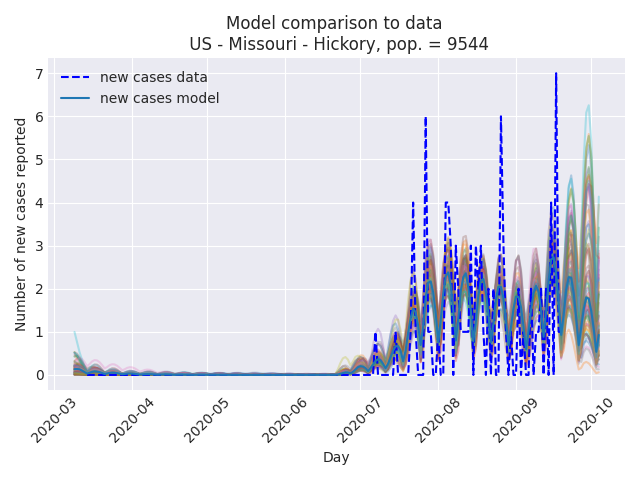 Model comparison to data
US - Missouri - Hickory, pop. = 9544
Number of new cases reported
7
6
5
4
3
2
1
0
new cases data
new cases model
2020-03
2020-04
2020-05
2020-06
2020-07
2020-08
2020-09
2020-10
Day